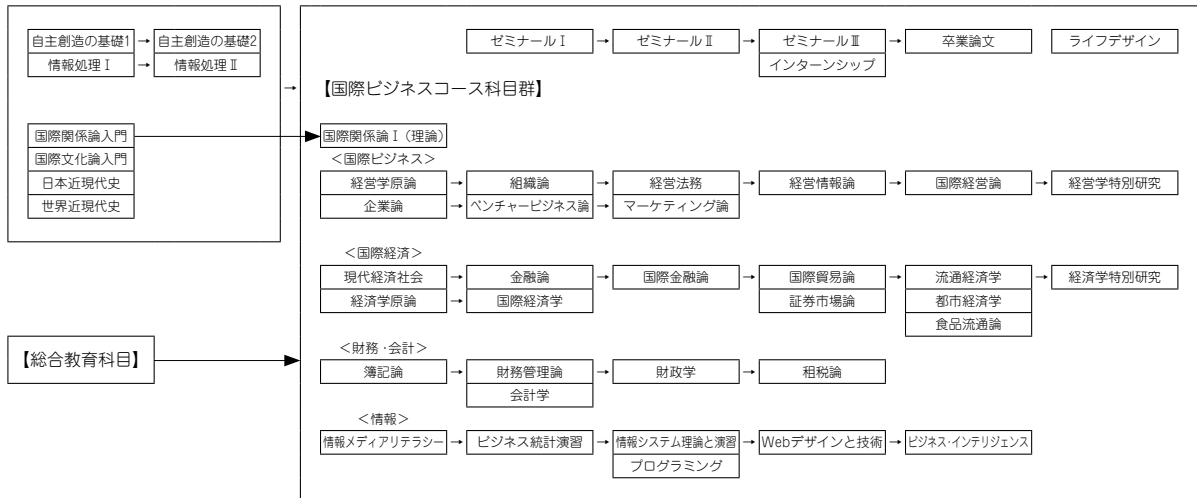 自主創造の基礎1 → 自主創造の基礎2
情報処理Ⅰ → 情報処理Ⅱ
国際関係論入門
国際文化論入門
日本近現代史
世界近現代史
【総合教育科目】
ゼミナールⅠ → ゼミナールⅡ → ゼミナールⅢ → 卒業論文 ライフデザイン
インターンシップ
【国際ビジネスコース科目群】
国際関係論Ⅰ（理論）
＜国際ビジネス＞
経営学原論 → 組織論 → 経営法務 → 経営情報論 → 国際経営論 → 経営学特別研究
企業論 → ベンチャービジネス論 → マーケティング論
＜国際経済＞
現代経済社会 → 金融論 → 国際金融論 → 国際貿易論 → 流通経済学 → 経済学特別研究
経済学原論 → 国際経済学 証券市場論 都市経済学
食品流通論
＜財務・会計＞
簿記論 → 財務管理論 → 財政学 → 租税論
会計学
＜情報＞
情報メディアリテラシー → ビジネス統計演習 → 情報システム理論と演習 → Webデザインと技術 → ビジネス・インテリジェンス
プログラミング